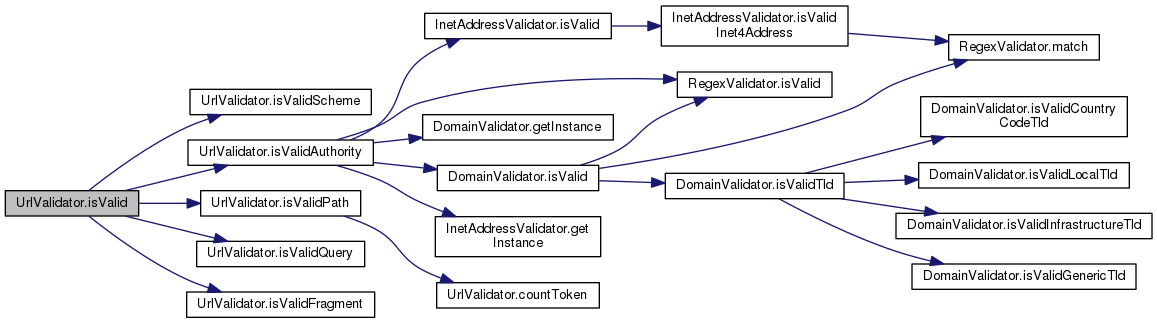 InetAddressValidator.isValid
InetAddressValidator.isValid
Inet4Address
RegexValidator.match
RegexValidator.isValid
UrlValidator.isValidScheme
DomainValidator.isValidCountry
CodeTld
DomainValidator.getInstance
UrlValidator.isValidAuthority
DomainValidator.isValid
DomainValidator.isValidTld
DomainValidator.isValidLocalTld
UrlValidator.isValid
UrlValidator.isValidPath
DomainValidator.isValidInfrastructureTld
InetAddressValidator.get
Instance
UrlValidator.isValidQuery
DomainValidator.isValidGenericTld
UrlValidator.isValidFragment
UrlValidator.countToken